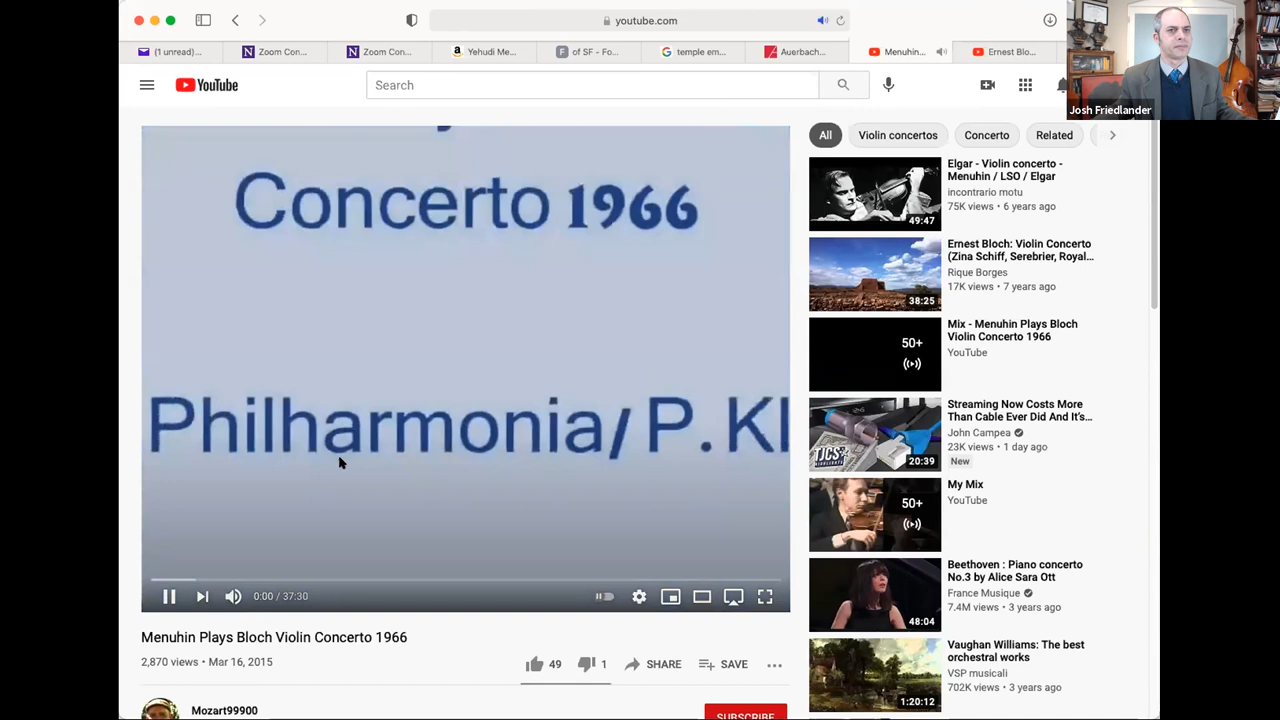 youtube.com
(1 unread)...
Zoom Con...
Zoom Con...
Yehudi Me...
of SF - Fo...
temple em...
Auerbach...
Menuhin...
Ernest Blo...
Josh Friedlander
YouTube
Search
Concerto 1966
Philharmonia/P.Kl
0:00 / 37:30
Menuhin Plays Bloch Violin Concerto 1966
2,870 views • Mar 16, 2015
49
1
SHARE
SAVE
Mozart99900
SUBSCRIBE
All
Violin concertos
Concerto
Related
Elgar - Violin concerto -
Menuhin / LSO / Elgar
incontrario motu
75K views • 6 years ago
49:47
Ernest Bloch: Violin Concerto
(Zina Schiff, Serebrier, Royal...
Rique Borges
17K views • 7 years ago
38:25
Mix - Menuhin Plays Bloch
Violin Concerto 1966
YouTube
50+
Streaming Now Costs More
Than Cable Ever Did And It's...
John Campea
23K views • 1 day ago
New
TJCS
20:39
My Mix
YouTube
50+
Beethoven : Piano concerto
No.3 by Alice Sara Ott
France Musique
7.4M views • 3 years ago
48:04
Vaughan Williams: The best
orchestral works
VSP musicali
702K views • 3 years ago
1:20:12